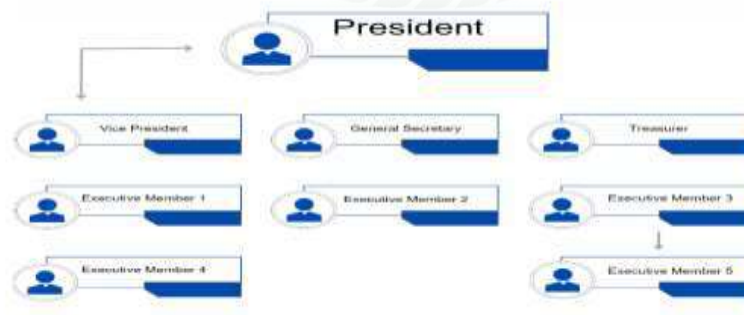 President
Vice President
General Secretary
Treasurer
Executive Member 1
Executive Member 2
Executive Member 3
Executive Member 4
Executive Member 5